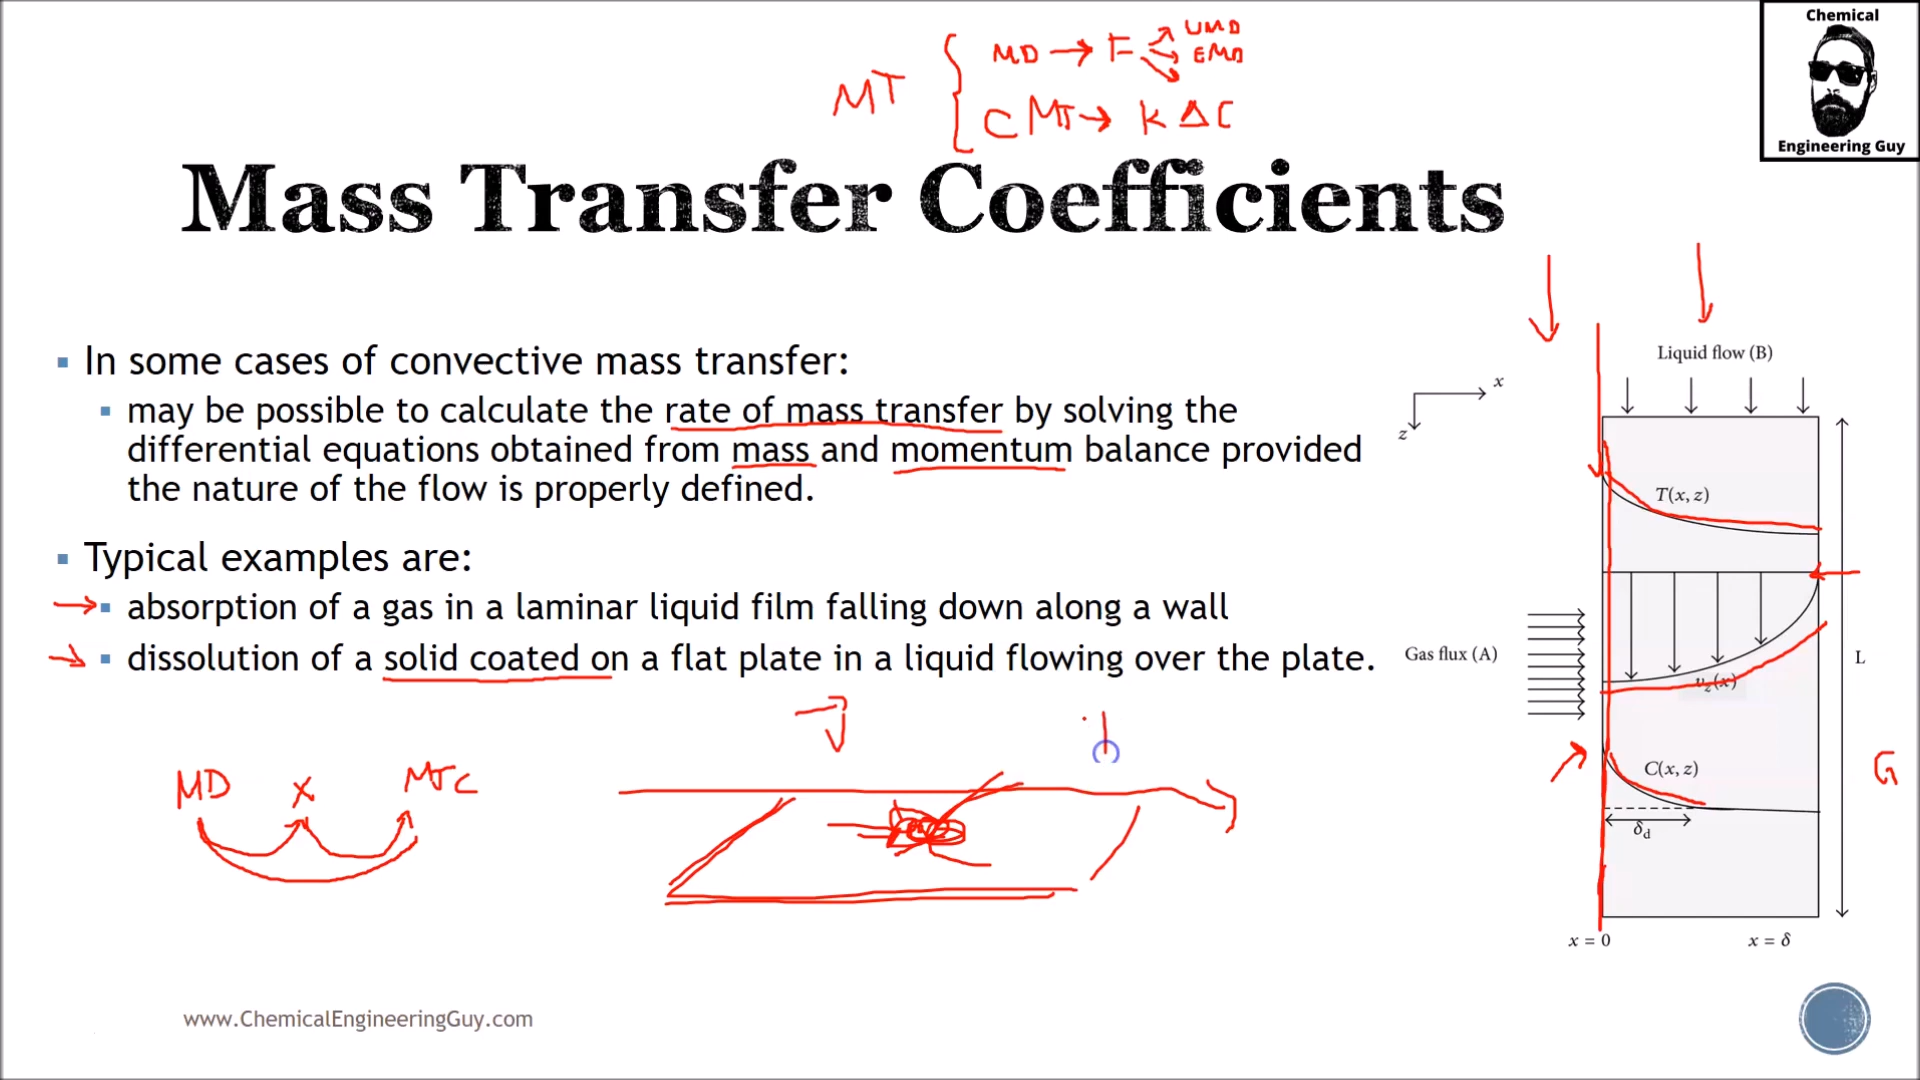 Chemical
Engineering Guy
MT
MD → F
UMD
EMD
CMT → K Δ C
Mass Transfer Coefficients
▪ In some cases of convective mass transfer:
▪ may be possible to calculate the rate of mass transfer by solving the
differential equations obtained from mass and momentum balance provided
the nature of the flow is properly defined.
▪ Typical examples are:
▪ absorption of a gas in a laminar liquid film falling down along a wall
▪ dissolution of a solid coated on a flat plate in a liquid flowing over the plate.
MD X MTC
Liquid flow (B)
x
z
T(x, z)
Gas flux (A)
v_z(x)
L
C(x, z)
G
δ_d
x = 0
x = δ
www.ChemicalEngineeringGuy.com